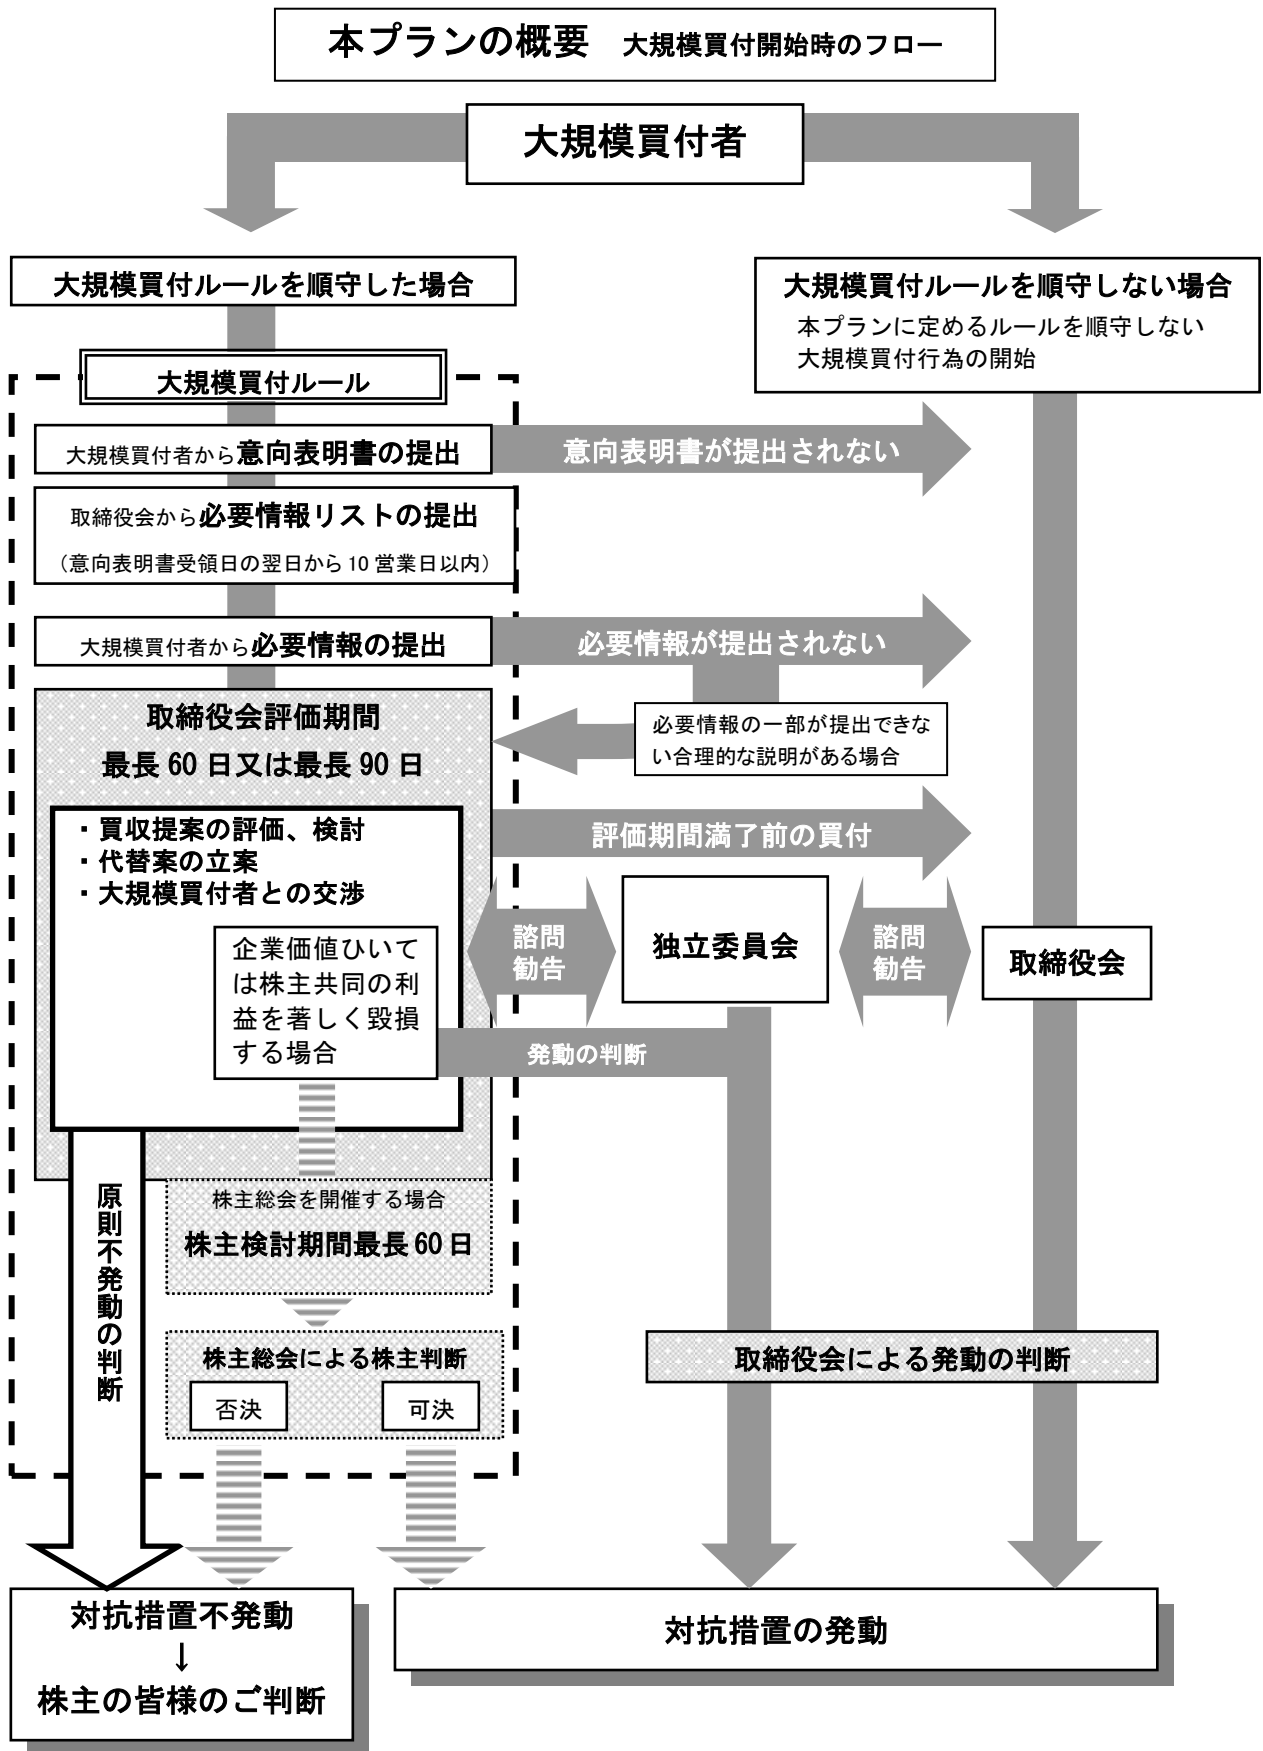 本プランの概要 大規模買付開始時のフロー
大規模買付者
大規模買付ルールを順守した場合
大規模買付ルールを順守しない場合
本プランに定めるルールを順守しない
大規模買付行為の開始
大規模買付ルール
大規模買付者から意向表明書の提出
意向表明書が提出されない
取締役会から必要情報リストの提出
（意向表明書受領日の翌日から 10 営業日以内）
大規模買付者から必要情報の提出
必要情報が提出されない
必要情報の一部が提出できな
い合理的な説明がある場合
取締役会評価期間
最長 60 日又は最長 90 日
・買収提案の評価、検討
・代替案の立案
・大規模買付者との交渉
評価期間満了前の買付
企業価値ひいて
は株主共同の利
益を著しく毀損
する場合
諮問
勧告
独立委員会
諮問
勧告
取締役会
発動の判断
原則不発動の判断
株主総会を開催する場合
株主検討期間最長 60 日
株主総会による株主判断
否決
可決
取締役会による発動の判断
対抗措置不発動
↓
株主の皆様のご判断
対抗措置の発動